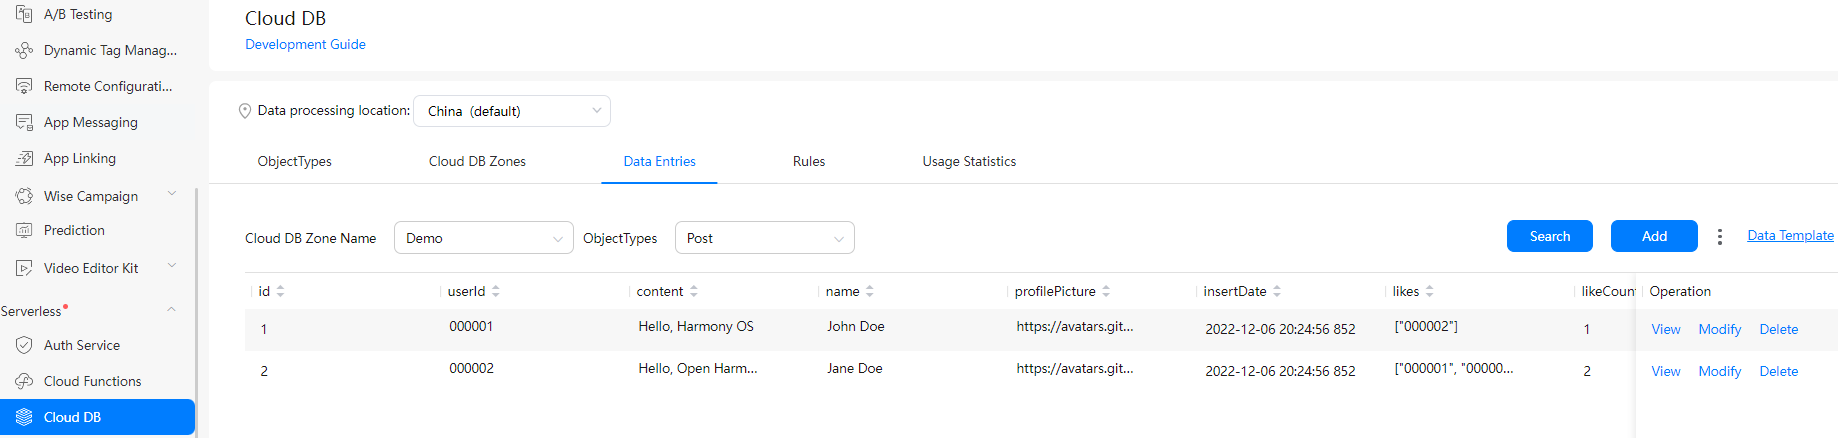 A/B Testing
Dynamic Tag Manag...
Remote Configurati...
App Messaging
App Linking
Wise Campaign
Prediction
Video Editor Kit
Serverless
Auth Service
Cloud Functions
Cloud DB
Cloud DB
Development Guide
Data processing location: China (default)
ObjectTypes Cloud DB Zones Data Entries Rules Usage Statistics
Cloud DB Zone Name Demo ObjectTypes Post Search Add Data Template
id userId content name profilePicture insertDate likes likeCount Operation
1 000001 Hello, Harmony OS John Doe https://avatars.git... 2022-12-06 20:24:56 852 ["000002"] 1 View Modify Delete
2 000002 Hello, Open Harm... Jane Doe https://avatars.git... 2022-12-06 20:24:56 852 ["000001", "00000... 2 View Modify Delete